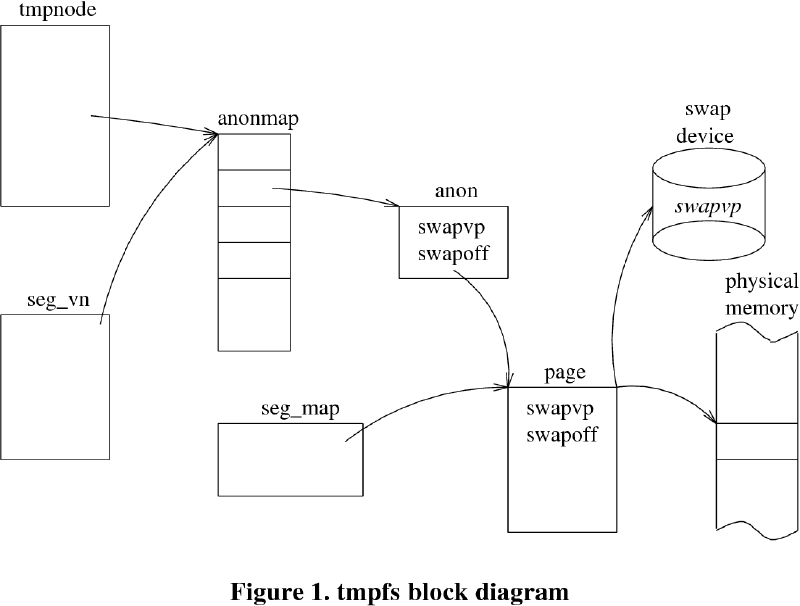 tmpnode
anonmap
swap
device
anon
swapvp
swapvp
swapoff
seg_vn
physical
memory
page
seg_map
swapvp
swapoff
Figure 1. tmpfs block diagram